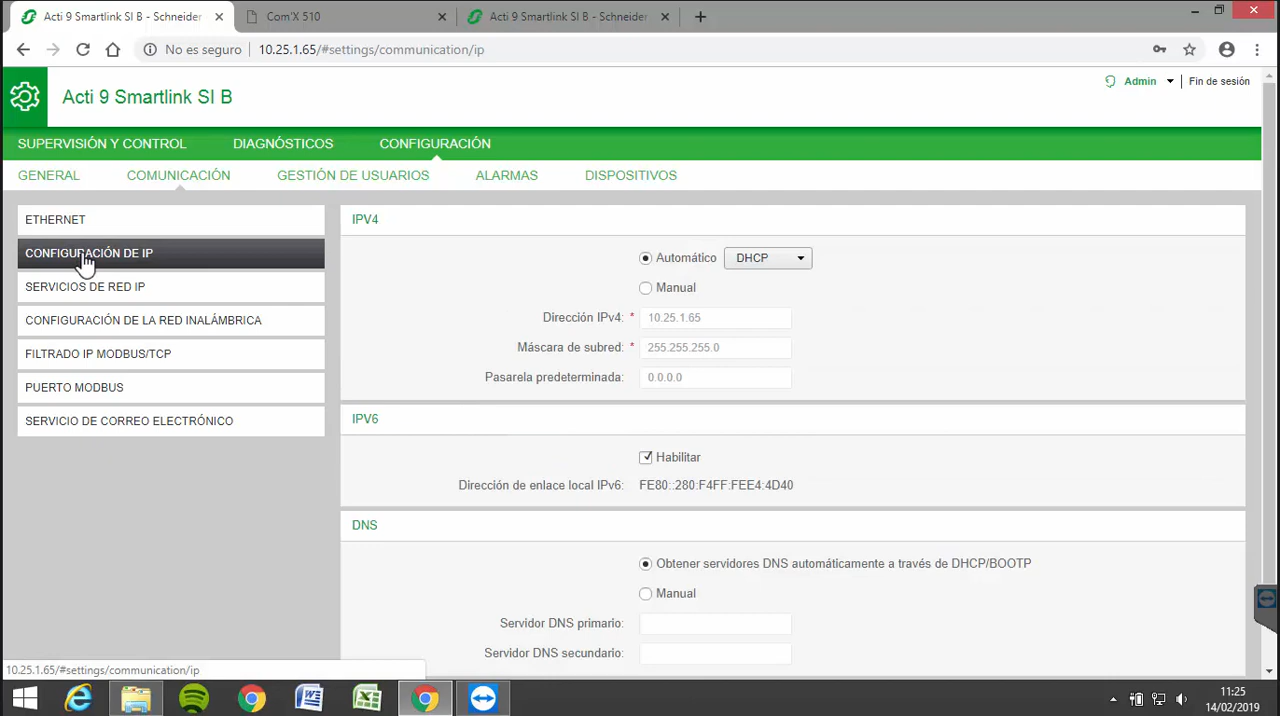 Acti 9 Smartlink SI B - Schneider
Com'X 510
Acti 9 Smartlink SI B - Schneider
No es seguro
10.25.1.65/#settings/communication/ip
Acti 9 Smartlink SI B
Admin
Fin de sesión
SUPERVISIÓN Y CONTROL
DIAGNÓSTICOS
CONFIGURACIÓN
GENERAL
COMUNICACIÓN
GESTIÓN DE USUARIOS
ALARMAS
DISPOSITIVOS
ETHERNET
CONFIGURACIÓN DE IP
SERVICIOS DE RED IP
CONFIGURACIÓN DE LA RED INALÁMBRICA
FILTRADO IP MODBUS/TCP
PUERTO MODBUS
SERVICIO DE CORREO ELECTRÓNICO
IPV4
Automático DHCP
Manual
Dirección IPv4: * 10.25.1.65
Máscara de subred: * 255.255.255.0
Pasarela predeterminada: 0.0.0.0
IPV6
Habilitar
Dirección de enlace local IPv6: FE80::280:F4FF:FEE4:4D40
DNS
Obtener servidores DNS automáticamente a través de DHCP/BOOTP
Manual
Servidor DNS primario:
Servidor DNS secundario:
10.25.1.65/#settings/communication/ip
11:25
14/02/2019